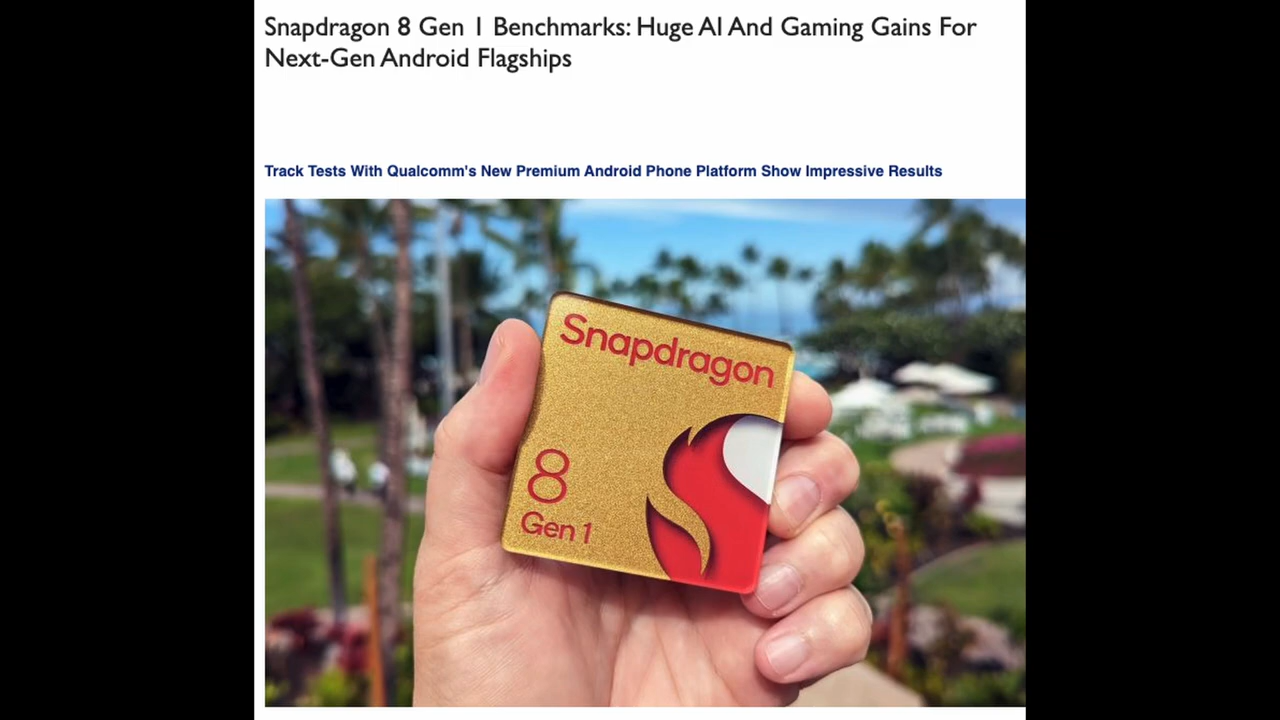 Snapdragon 8 Gen 1 Benchmarks: Huge AI And Gaming Gains For
Next-Gen Android Flagships
Track Tests With Qualcomm's New Premium Android Phone Platform Show Impressive Results
Snapdragon
8
Gen 1